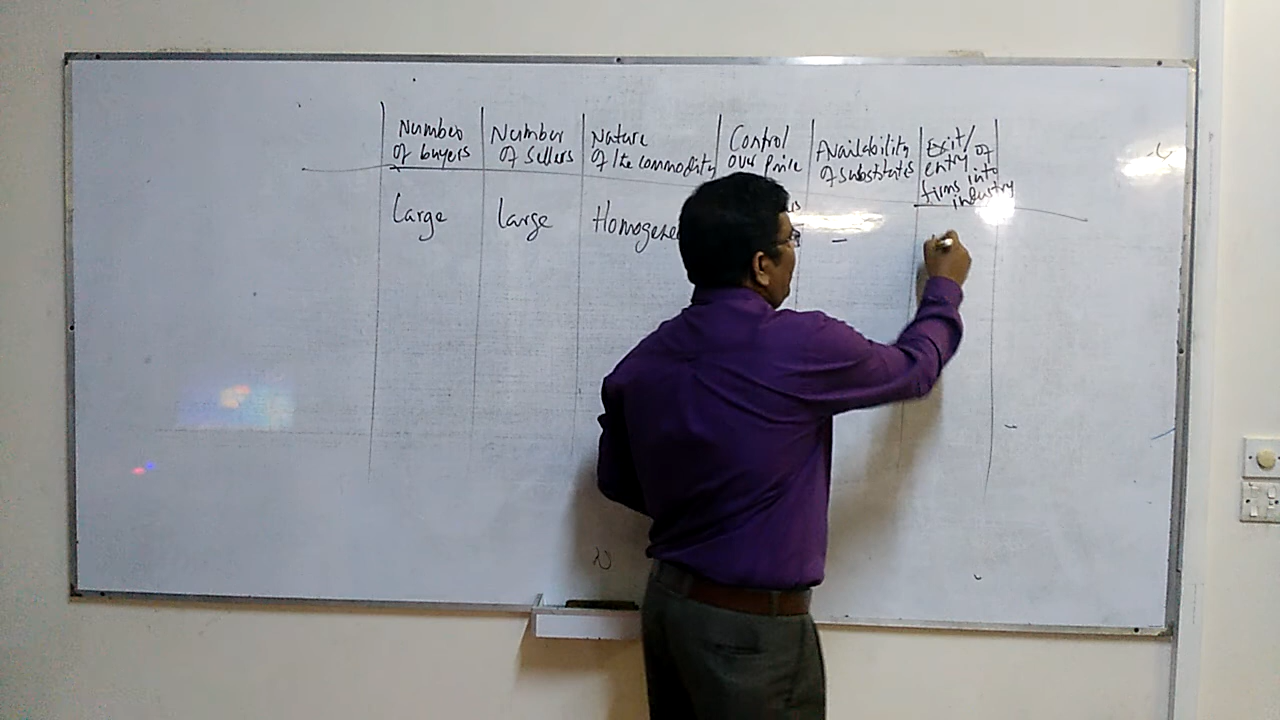 Number
of buyers
Number
of Sellers
Nature
of the commodity
Control
over Price
Availability
of substitutes
Exit/
entry of
firms into
industry
Large
Large
-